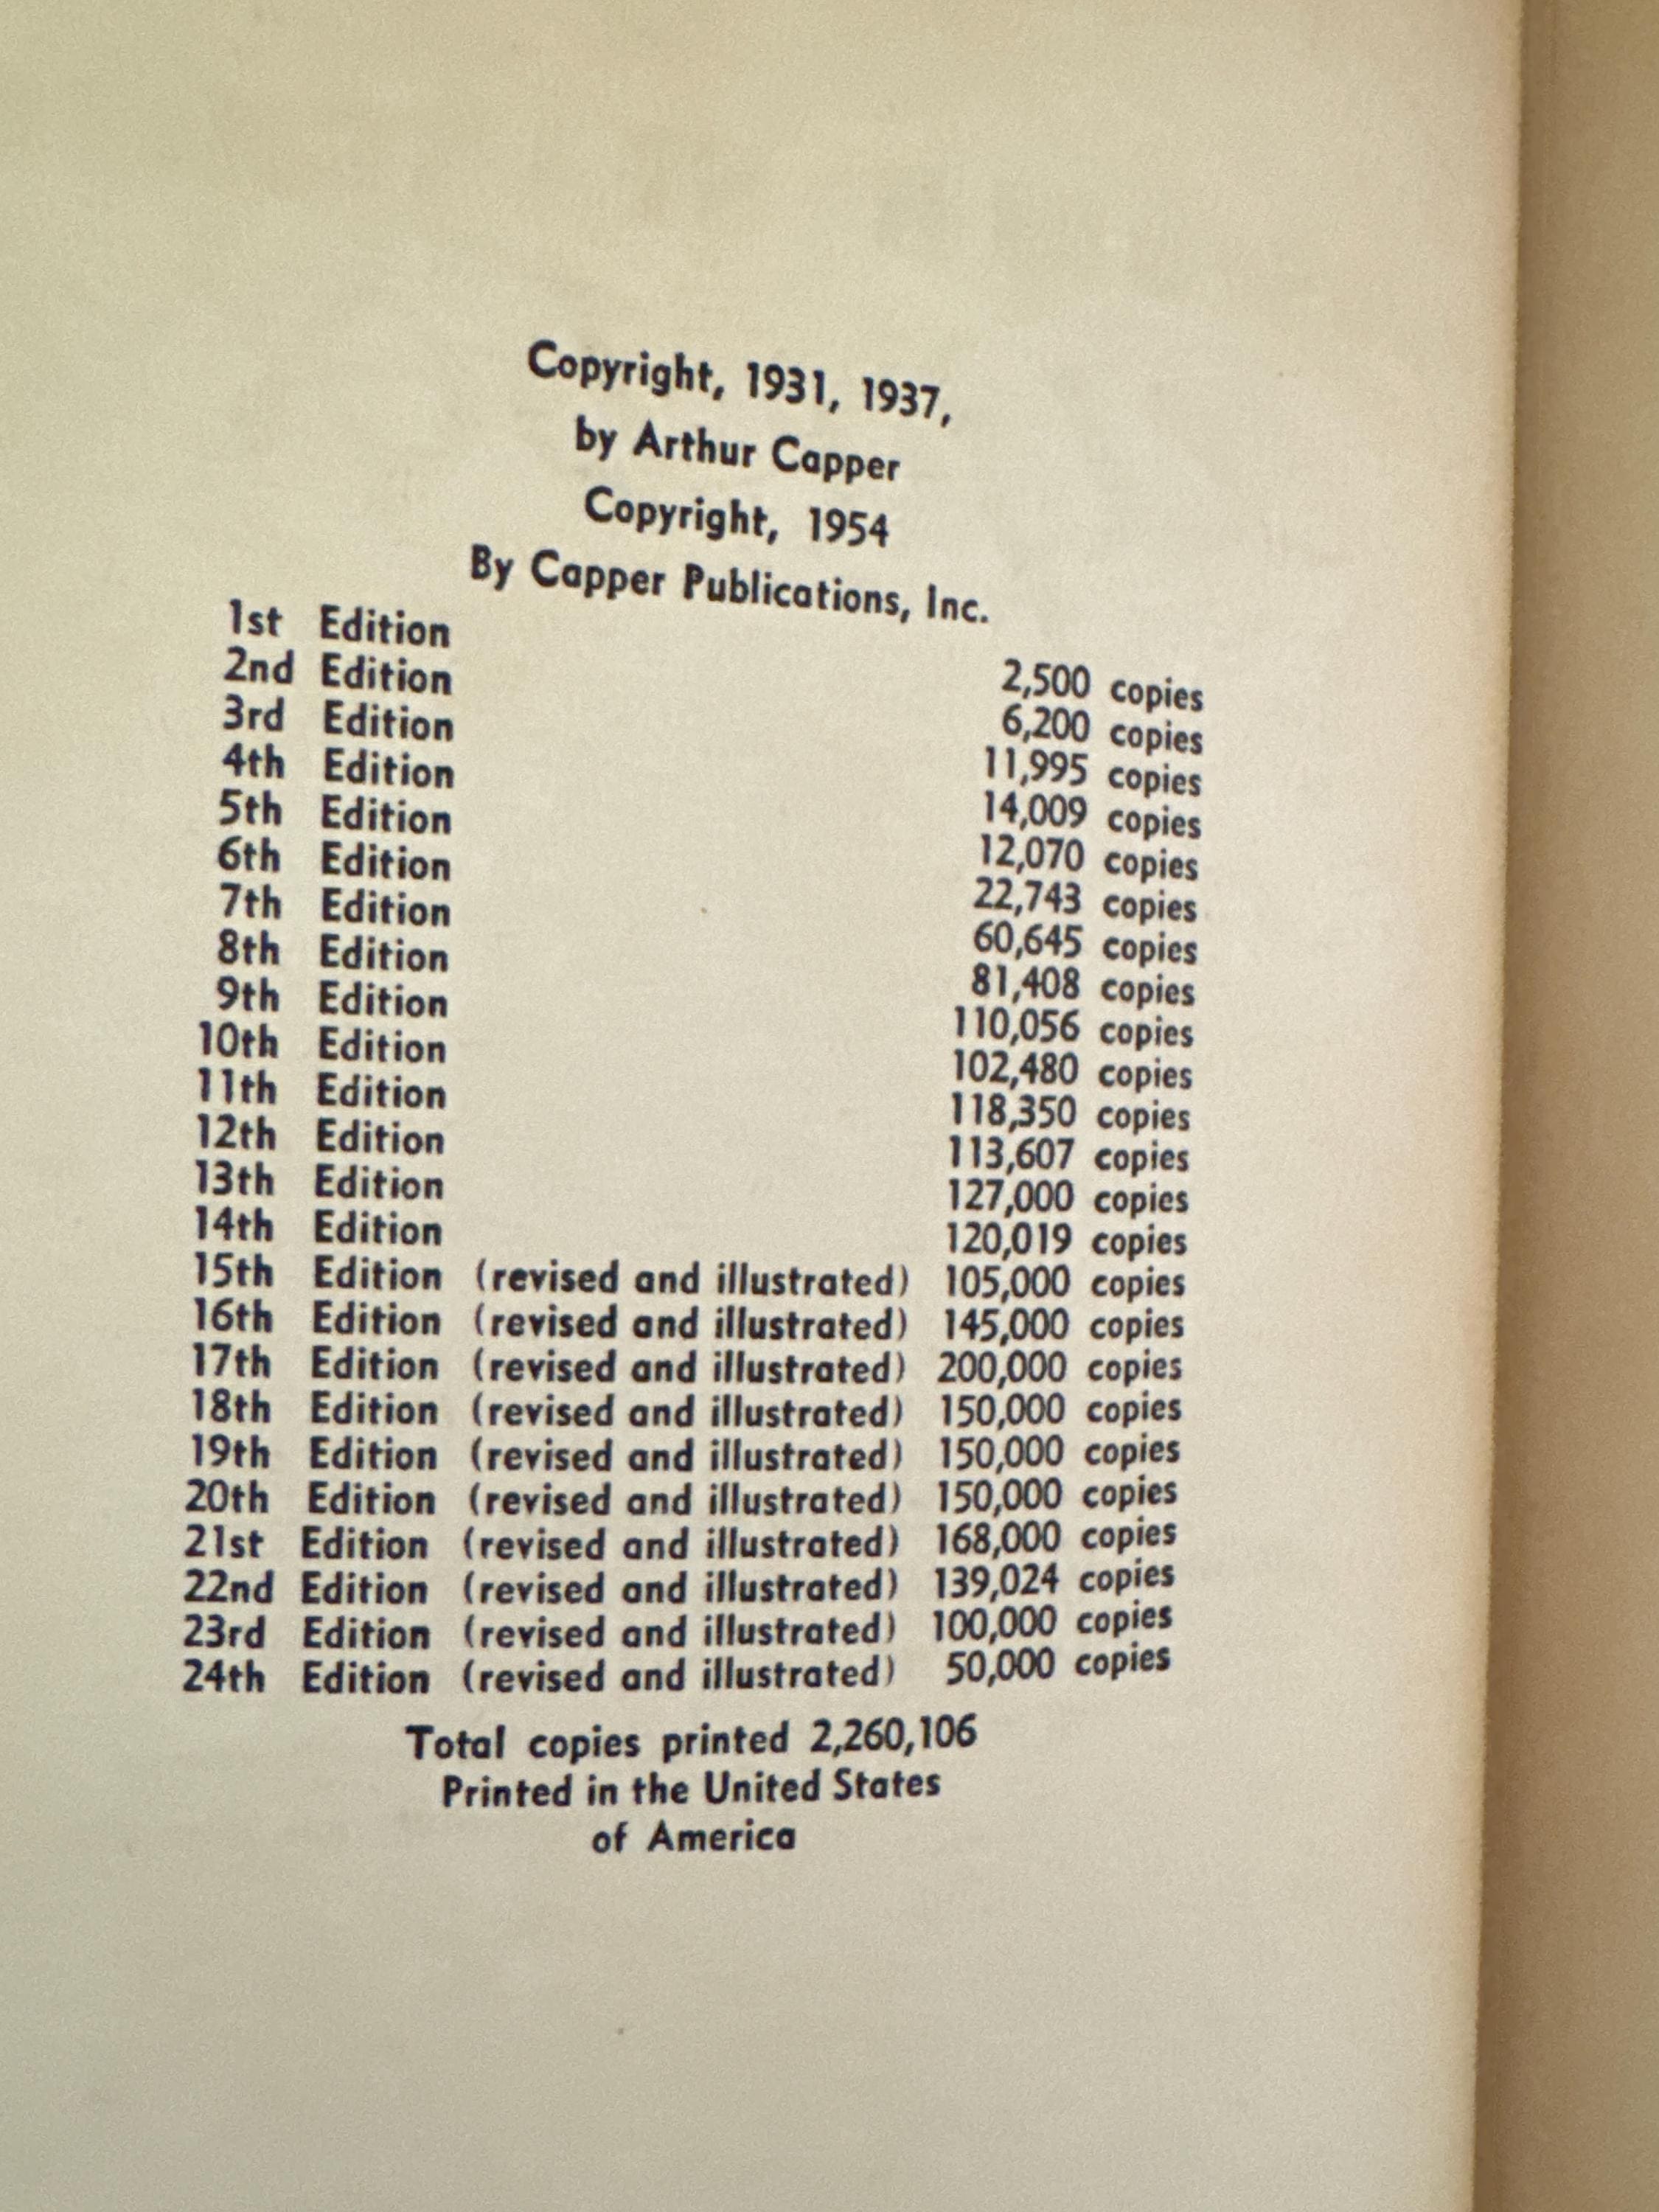 Copyright, 1931, 1937,
by Arthur Capper
Copyright, 1954
By Capper Publications, Inc.
1st Edition 2,500 copies
2nd Edition 6,200 copies
3rd Edition 11,995 copies
4th Edition 14,009 copies
5th Edition 12,070 copies
6th Edition 22,743 copies
7th Edition 60,645 copies
8th Edition 81,408 copies
9th Edition 110,056 copies
10th Edition 102,480 copies
11th Edition 118,350 copies
12th Edition 113,607 copies
13th Edition 127,000 copies
14th Edition 120,019 copies
15th Edition (revised and illustrated) 105,000 copies
16th Edition (revised and illustrated) 145,000 copies
17th Edition (revised and illustrated) 200,000 copies
18th Edition (revised and illustrated) 150,000 copies
19th Edition (revised and illustrated) 150,000 copies
20th Edition (revised and illustrated) 150,000 copies
21st Edition (revised and illustrated) 168,000 copies
22nd Edition (revised and illustrated) 139,024 copies
23rd Edition (revised and illustrated) 100,000 copies
24th Edition (revised and illustrated) 50,000 copies
Total copies printed 2,260,106
Printed in the United States
of America